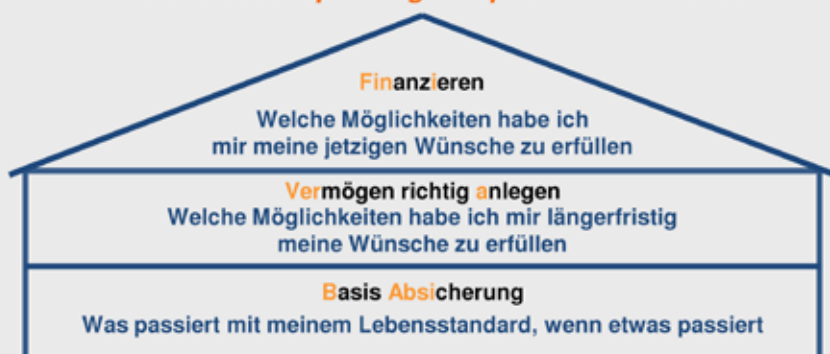 Finanzieren
Welche Möglichkeiten habe ich
mir meine jetzigen Wünsche zu erfüllen
Vermögen richtig anlegen
Welche Möglichkeiten habe ich mir längerfristig
meine Wünsche zu erfüllen
Basis Absicherung
Was passiert mit meinem Lebensstandard, wenn etwas passiert